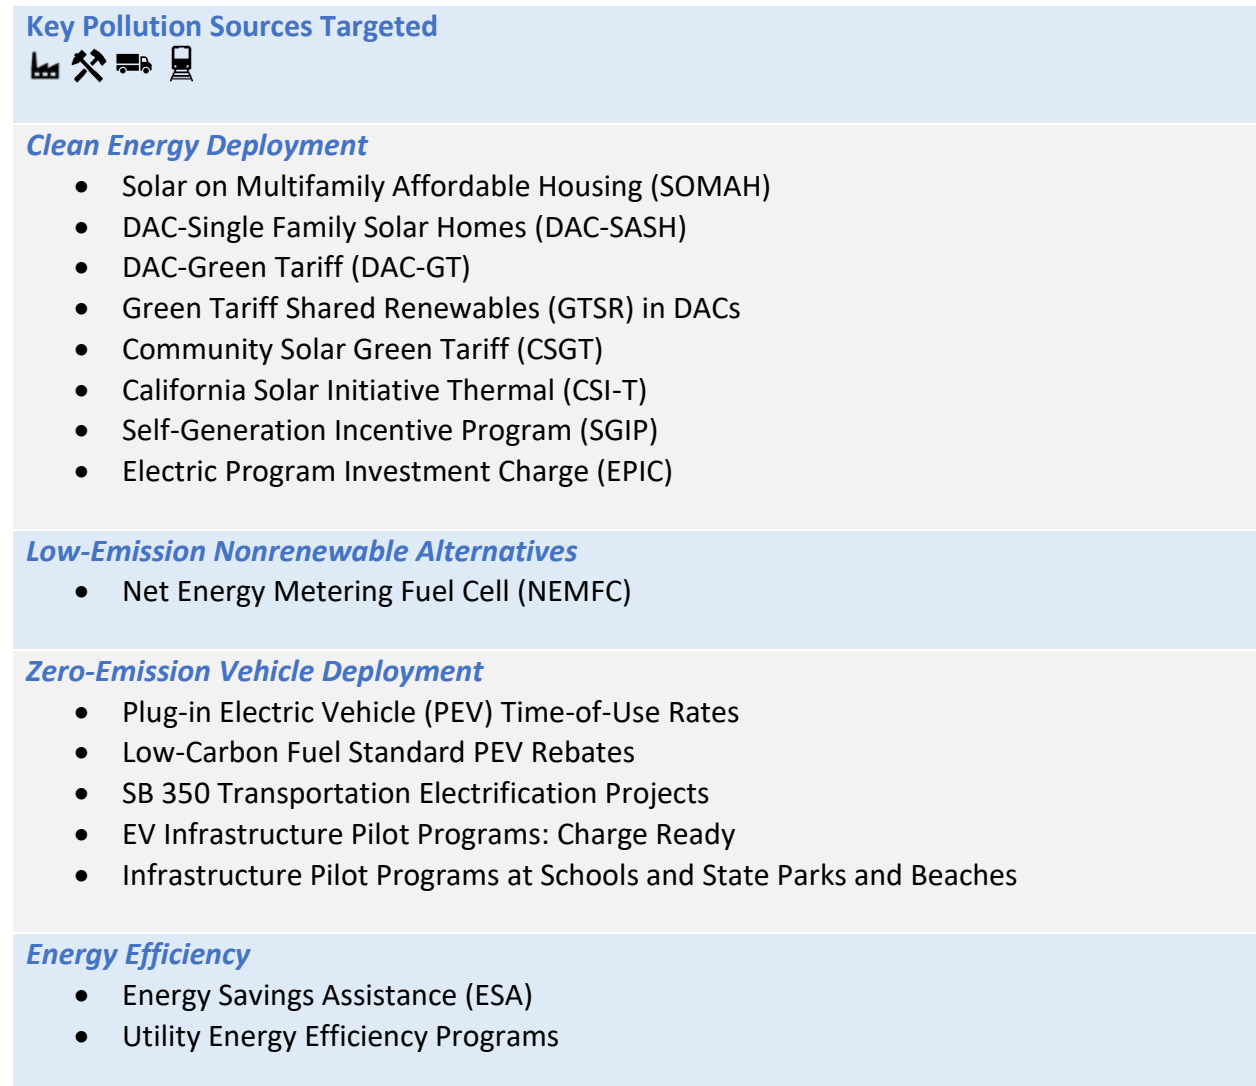 Key Pollution Sources Targeted
Clean Energy Deployment
• Solar on Multifamily Affordable Housing (SOMAH)
• DAC-Single Family Solar Homes (DAC-SASH)
• DAC-Green Tariff (DAC-GT)
• Green Tariff Shared Renewables (GTSR) in DACs
• Community Solar Green Tariff (CSGT)
• California Solar Initiative Thermal (CSI-T)
• Self-Generation Incentive Program (SGIP)
• Electric Program Investment Charge (EPIC)
Low-Emission Nonrenewable Alternatives
• Net Energy Metering Fuel Cell (NEMFC)
Zero-Emission Vehicle Deployment
• Plug-in Electric Vehicle (PEV) Time-of-Use Rates
• Low-Carbon Fuel Standard PEV Rebates
• SB 350 Transportation Electrification Projects
• EV Infrastructure Pilot Programs: Charge Ready
• Infrastructure Pilot Programs at Schools and State Parks and Beaches
Energy Efficiency
• Energy Savings Assistance (ESA)
• Utility Energy Efficiency Programs